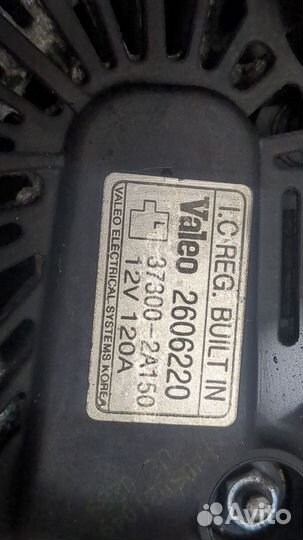 I.C REG. BUILT IN
Valeo 2606220
37300-2A150
12V 120A
VALEO ELECTRICAL SYSTEMS KOREA
Avito